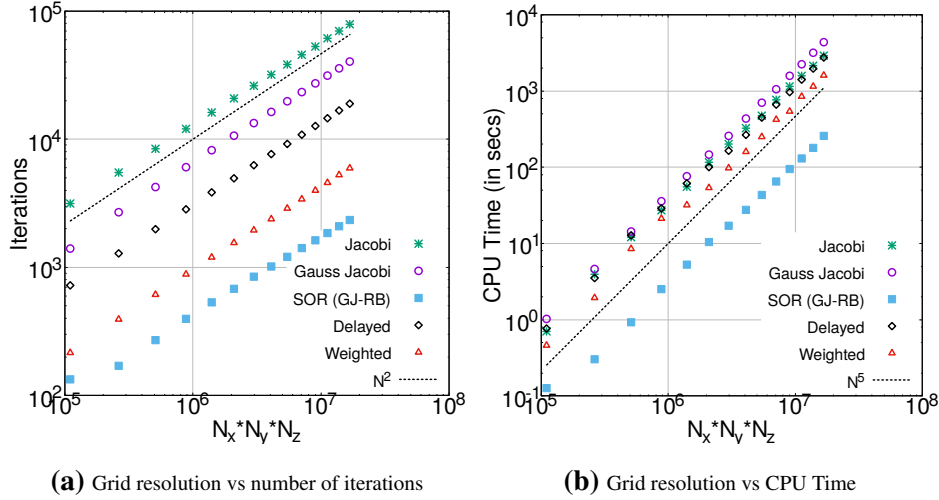 10^5
10^4
10^3
10^2
Iterations
10^5
10^6
10^7
10^8
N_x*N_y*N_z
Jacobi
Gauss Jacobi
SOR (GJ-RB)
Delayed
Weighted
N^2
(a) Grid resolution vs number of iterations
10^4
10^3
10^2
10^1
10^0
10^-1
CPU Time (in secs)
10^5
10^6
10^7
10^8
N_x*N_y*N_z
Jacobi
Gauss Jacobi
SOR (GJ-RB)
Delayed
Weighted
N^5
(b) Grid resolution vs CPU Time